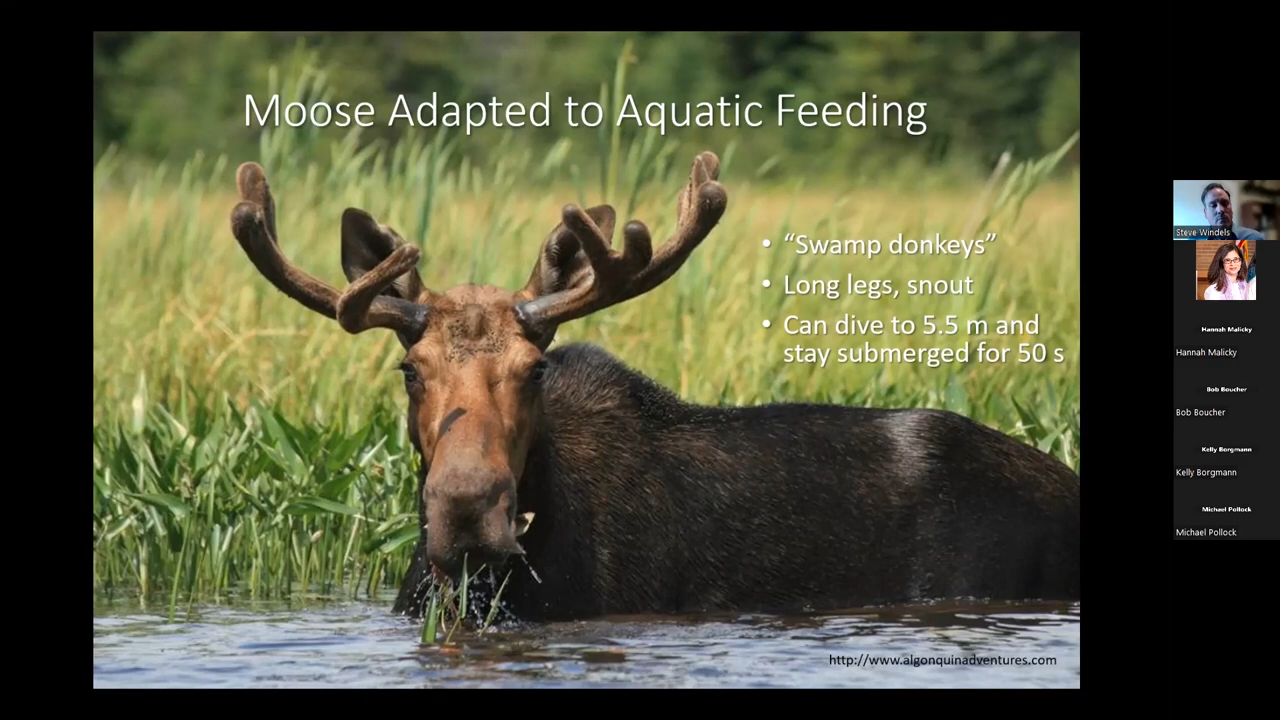 Moose Adapted to Aquatic Feeding
• “Swamp donkeys”
• Long legs, snout
• Can dive to 5.5 m and
stay submerged for 50 s
http://www.algonquinadventures.com
Steve Windels
Hannah Malicky
Hannah Malicky
Bob Boucher
Bob Boucher
Kelly Borgmann
Kelly Borgmann
Michael Pollock
Michael Pollock